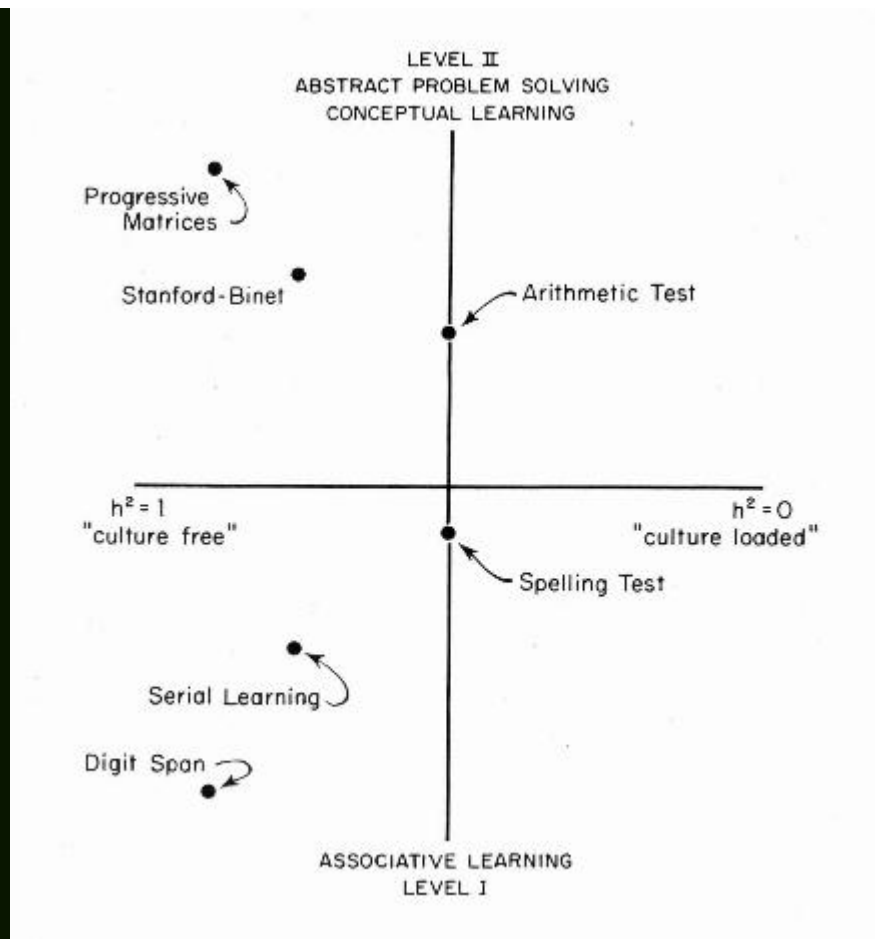 LEVEL II
ABSTRACT PROBLEM SOLVING
CONCEPTUAL LEARNING
Progressive
Matrices
Stanford-Binet
Arithmetic Test
h² = 1
"culture free"
h² = 0
"culture loaded"
Spelling Test
Serial Learning
Digit Span
ASSOCIATIVE LEARNING
LEVEL I